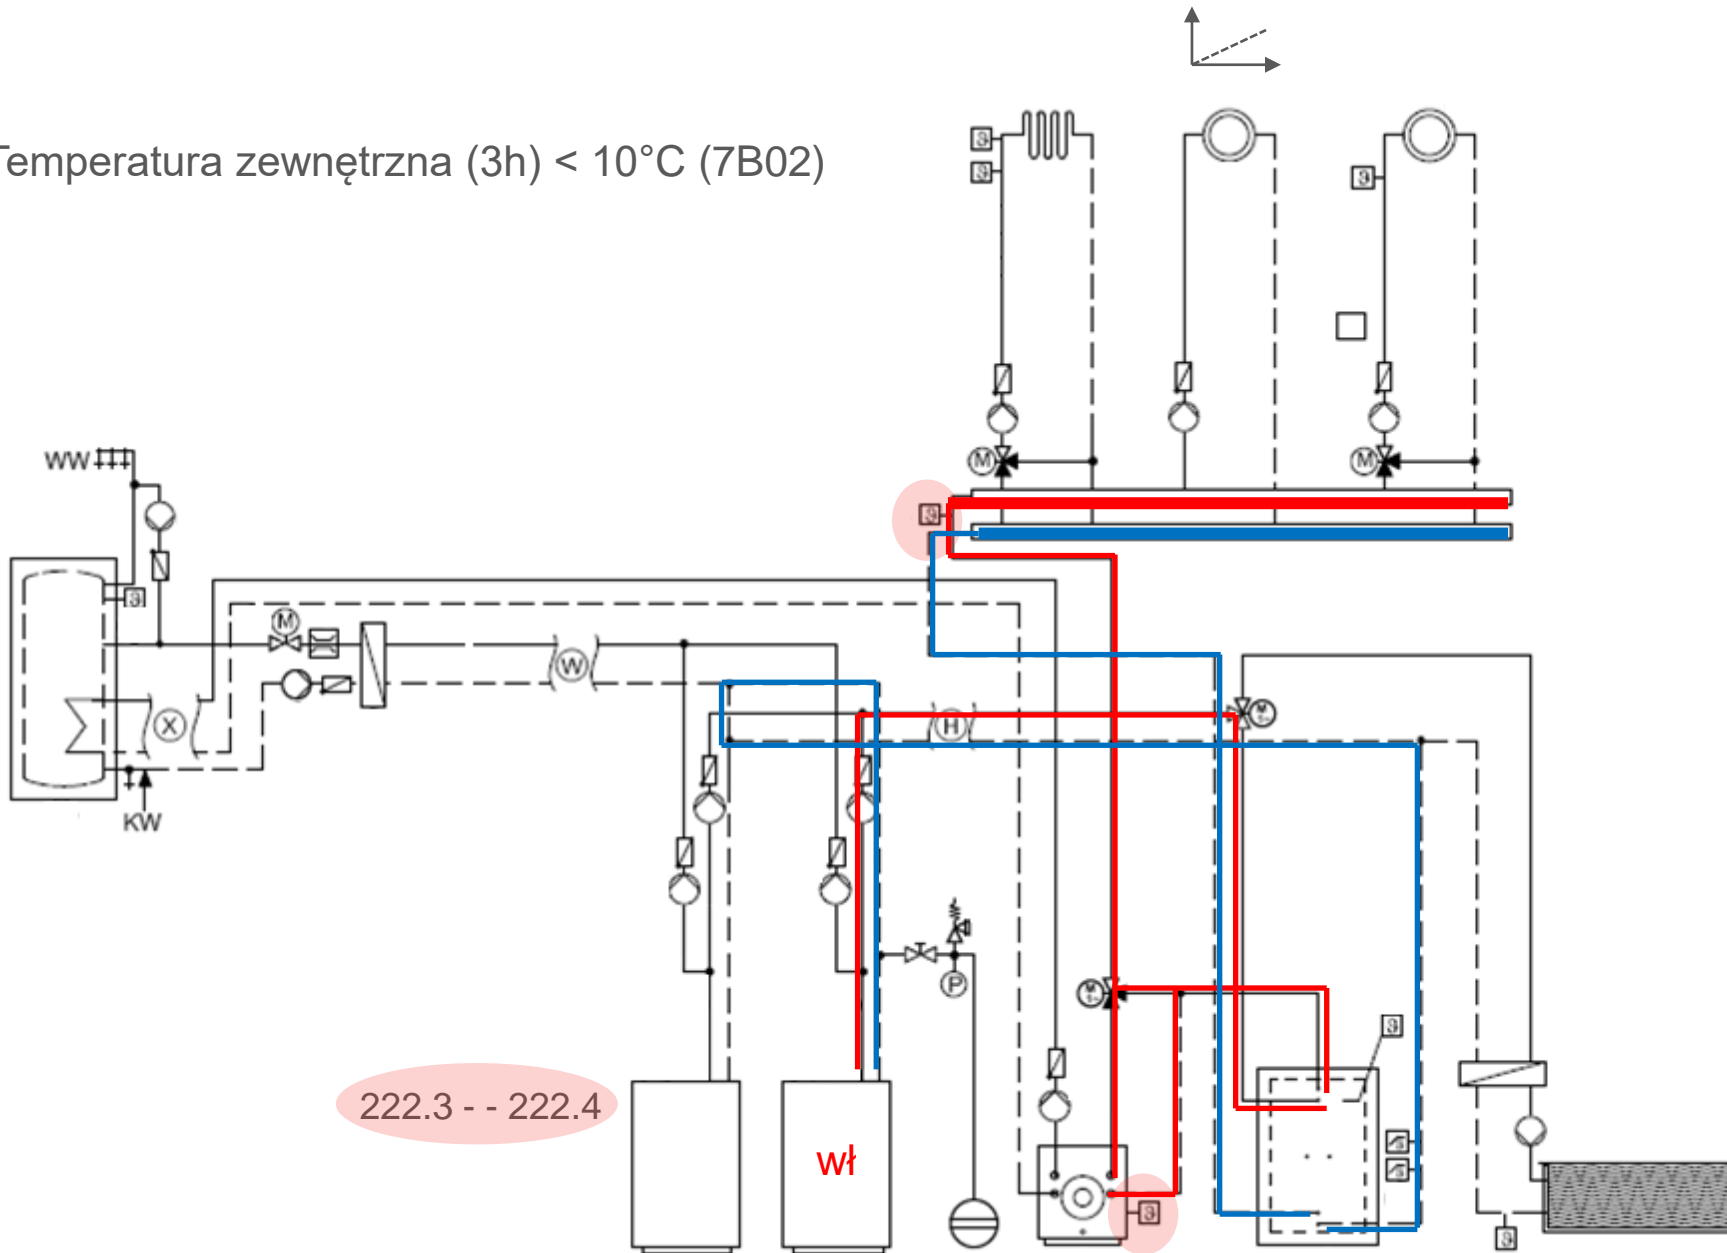 Temperatura zewnętrzna (3h) < 10°C (7B02)
M
M
WW
M
W
H
M
X
KW
P
M
222.3 - - 222.4
wł